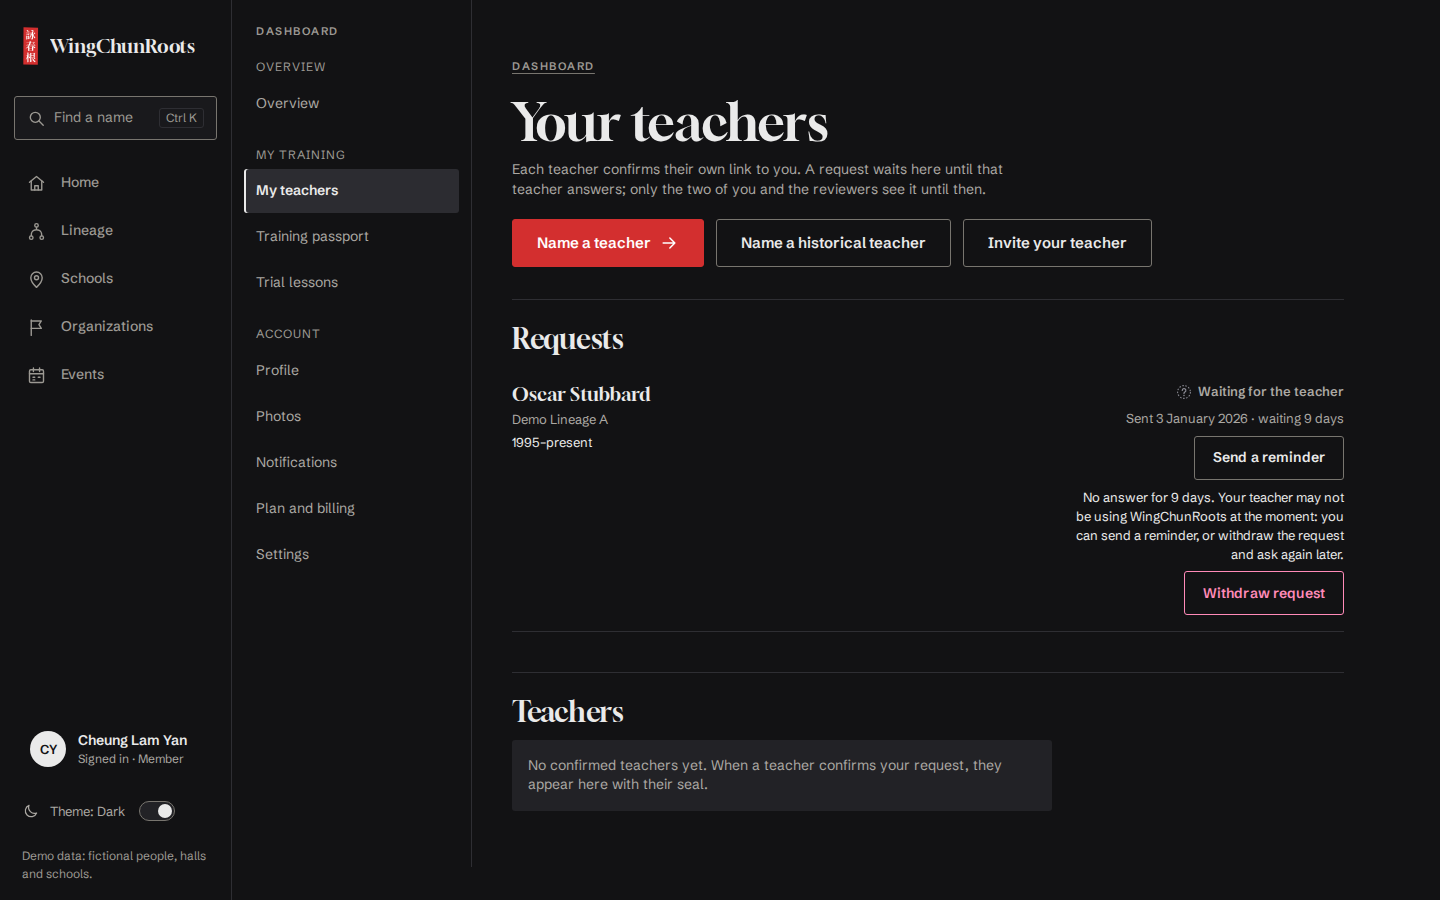 詠春根
WingChunRoots
Find a name
Ctrl K
Home
Lineage
Schools
Organizations
Events
CY
Cheung Lam Yan
Signed in · Member
Theme: Dark
Demo data: fictional people, halls
and schools.
DASHBOARD
OVERVIEW
Overview
MY TRAINING
My teachers
Training passport
Trial lessons
ACCOUNT
Profile
Photos
Notifications
Plan and billing
Settings
DASHBOARD
Your teachers
Each teacher confirms their own link to you. A request waits here until that
teacher answers; only the two of you and the reviewers see it until then.
Name a teacher
Name a historical teacher
Invite your teacher
Requests
Oscar Stubbard
Demo Lineage A
1995–present
Waiting for the teacher
Sent 3 January 2026 · waiting 9 days
Send a reminder
No answer for 9 days. Your teacher may not
be using WingChunRoots at the moment: you
can send a reminder, or withdraw the request
and ask again later.
Withdraw request
Teachers
No confirmed teachers yet. When a teacher confirms your request, they
appear here with their seal.